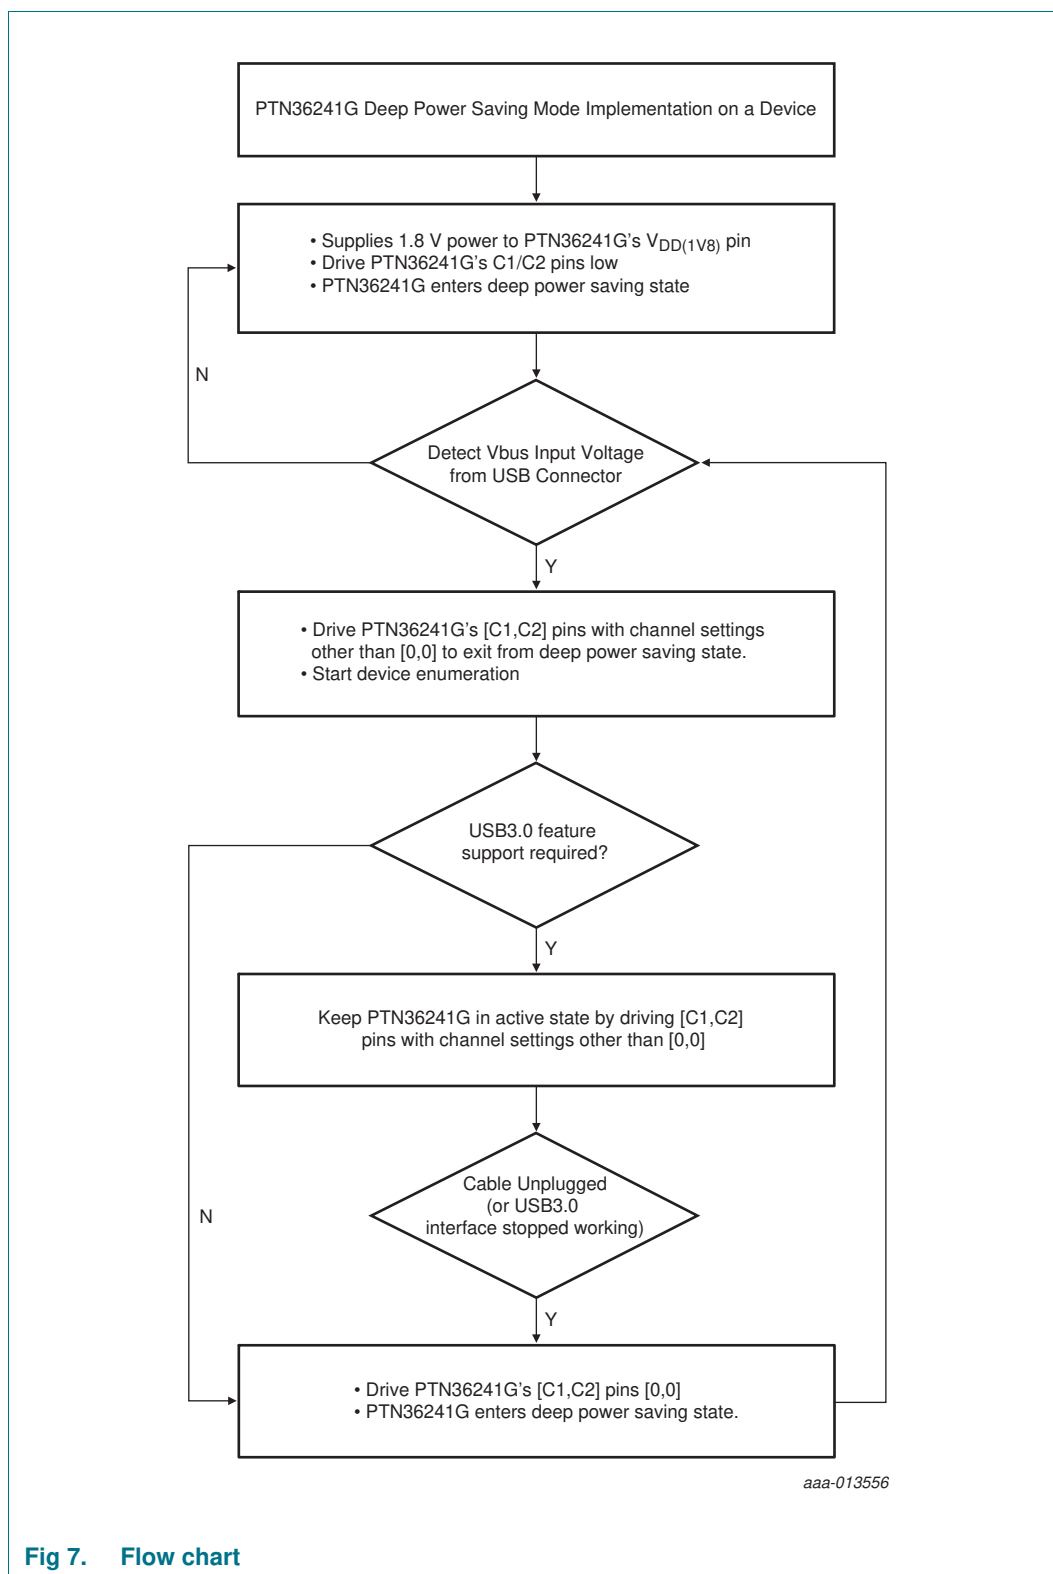 PTN36241G Deep Power Saving Mode Implementation on a Device
• Supplies 1.8 V power to PTN36241G's VDD(1V8) pin
• Drive PTN36241G's C1/C2 pins low
• PTN36241G enters deep power saving state
N
Detect Vbus Input Voltage
from USB Connector
Y
• Drive PTN36241G's [C1,C2] pins with channel settings
other than [0,0] to exit from deep power saving state.
• Start device enumeration
USB3.0 feature
support required?
Y
Keep PTN36241G in active state by driving [C1,C2]
pins with channel settings other than [0,0]
Cable Unplugged
(or USB3.0
interface stopped working)
N
Y
• Drive PTN36241G's [C1,C2] pins [0,0]
• PTN36241G enters deep power saving state.
aaa-013556
Fig 7. Flow chart